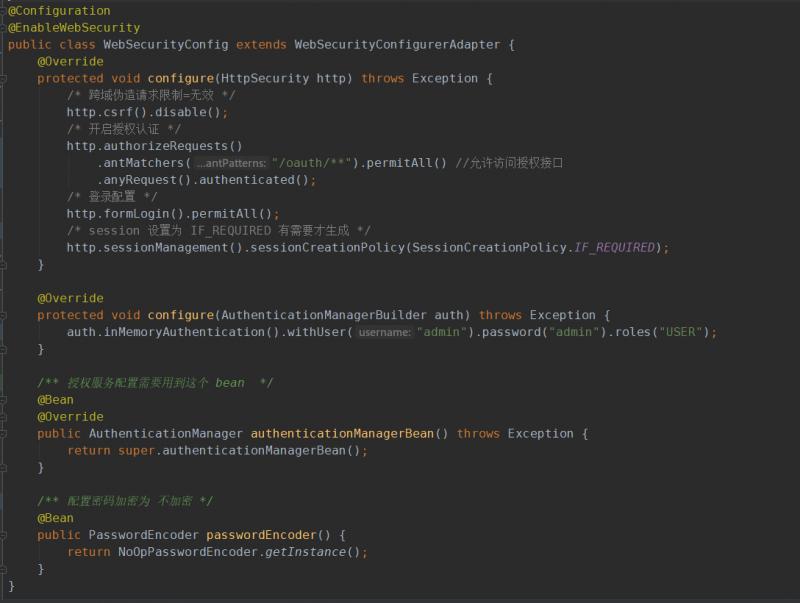 @Configuration
@EnableWebSecurity
public class WebSecurityConfig extends WebSecurityConfigurerAdapter {
    @Override
    protected void configure(HttpSecurity http) throws Exception {
        /* 跨域伪造请求限制=无效 */
        http.csrf().disable();
        /* 开启授权认证 */
        http.authorizeRequests()
            .antMatchers( ...antPatterns: "/oauth/**").permitAll() //允许访问授权接口
            .anyRequest().authenticated();
        /* 登录配置 */
        http.formLogin().permitAll();
        /* session 设置为 IF_REQUIRED 有需要才生成 */
        http.sessionManagement().sessionCreationPolicy(SessionCreationPolicy.IF_REQUIRED);
    }
    @Override
    protected void configure(AuthenticationManagerBuilder auth) throws Exception {
        auth.inMemoryAuthentication().withUser( username: "admin").password("admin").roles("USER");
    }
    /** 授权服务配置需要用到这个 bean  */
    @Bean
    @Override
    public AuthenticationManager authenticationManagerBean() throws Exception {
        return super.authenticationManagerBean();
    }
    /** 配置密码加密为 不加密 */
    @Bean
    public PasswordEncoder passwordEncoder() {
        return NoOpPasswordEncoder.getInstance();
    }
}